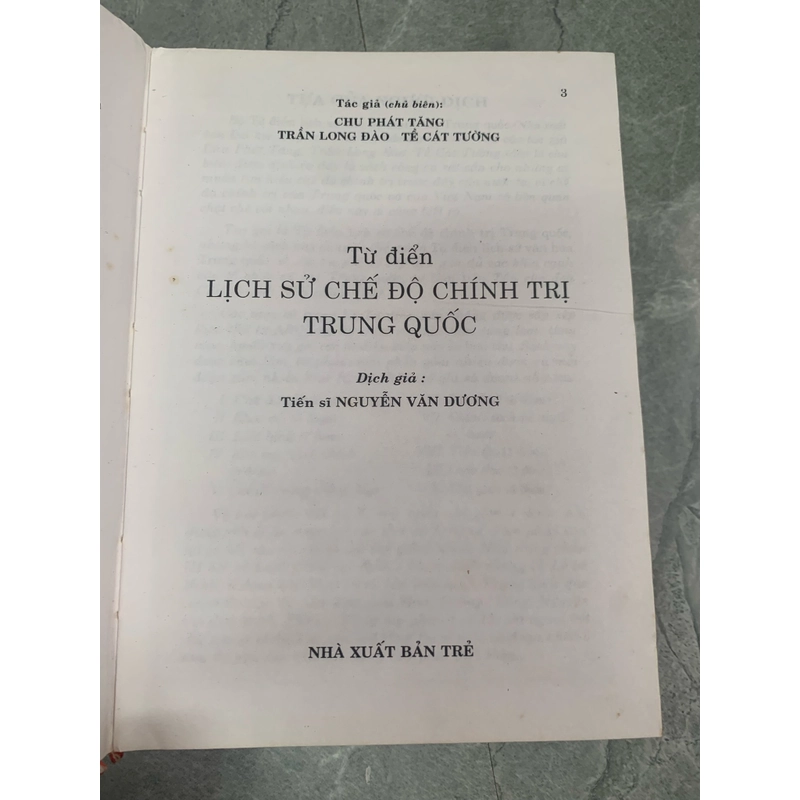 3
Tác giả (chủ biên):
CHU PHÁT TĂNG
TRẦN LONG ĐÀO TỀ CÁT TƯỜNG
Từ điển
LỊCH SỬ CHẾ ĐỘ CHÍNH TRỊ
TRUNG QUỐC
Dịch giả :
Tiến sĩ NGUYỄN VĂN DƯƠNG
NHÀ XUẤT BẢN TRẺ